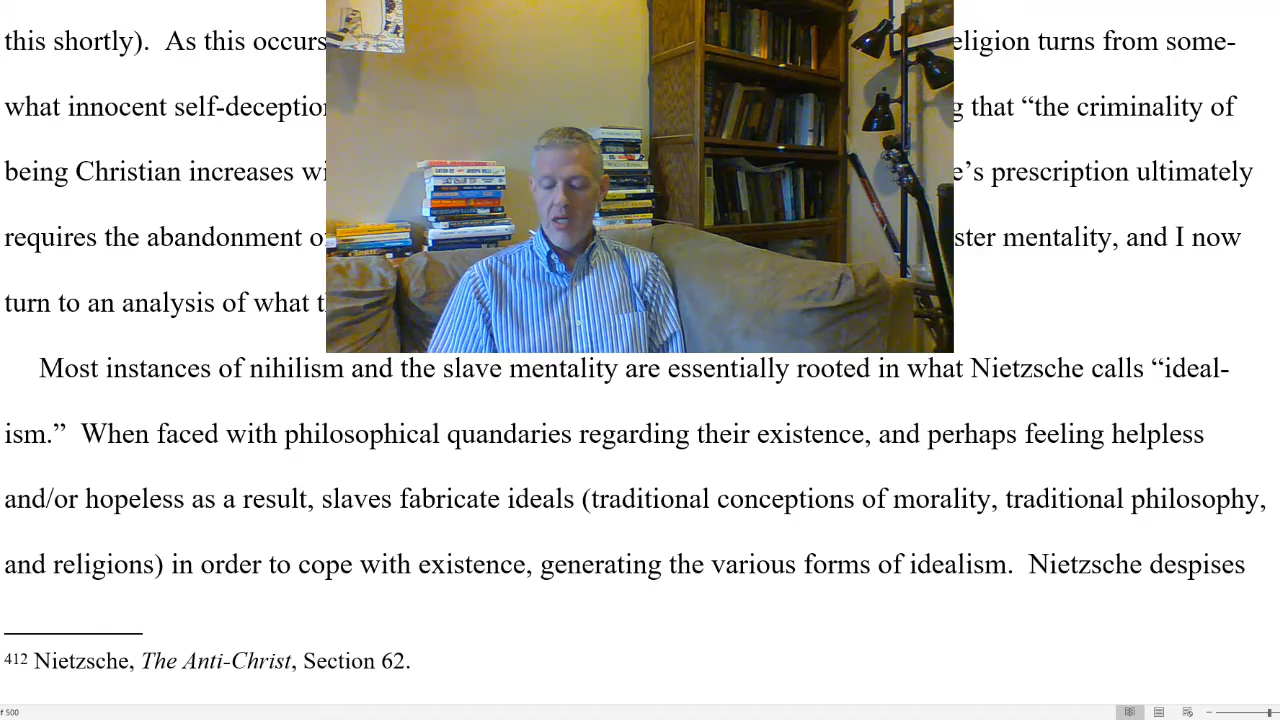 this shortly).  As this occurs eligion turns from some-
what innocent self-deception g that “the criminality of
being Christian increases wi e’s prescription ultimately
requires the abandonment o ster mentality, and I now
turn to an analysis of what t
Most instances of nihilism and the slave mentality are essentially rooted in what Nietzsche calls “ideal-
ism.”  When faced with philosophical quandaries regarding their existence, and perhaps feeling helpless
and/or hopeless as a result, slaves fabricate ideals (traditional conceptions of morality, traditional philosophy,
and religions) in order to cope with existence, generating the various forms of idealism.  Nietzsche despises
412 Nietzsche, The Anti-Christ, Section 62.
f 500